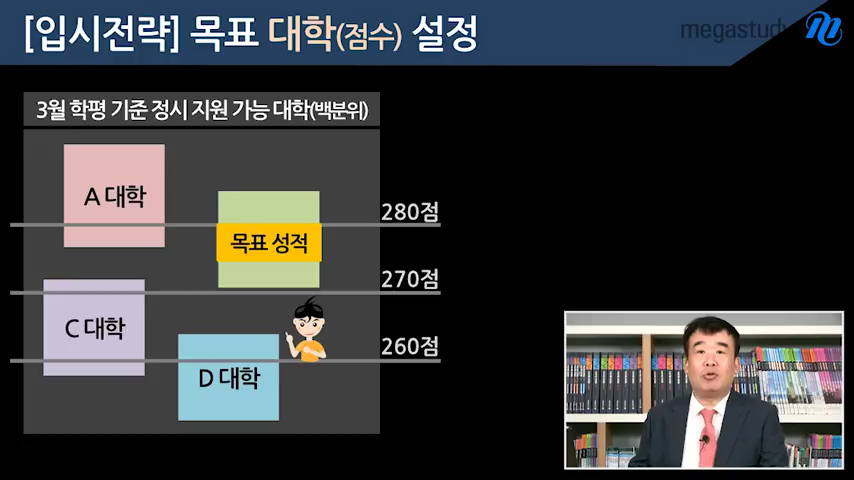 [입시전략] 목표 대학(점수) 설정
megastudy
3월 학평 기준 정시 지원 가능 대학(백분위)
A 대학
280점
목표 성적
270점
C 대학
260점
D 대학